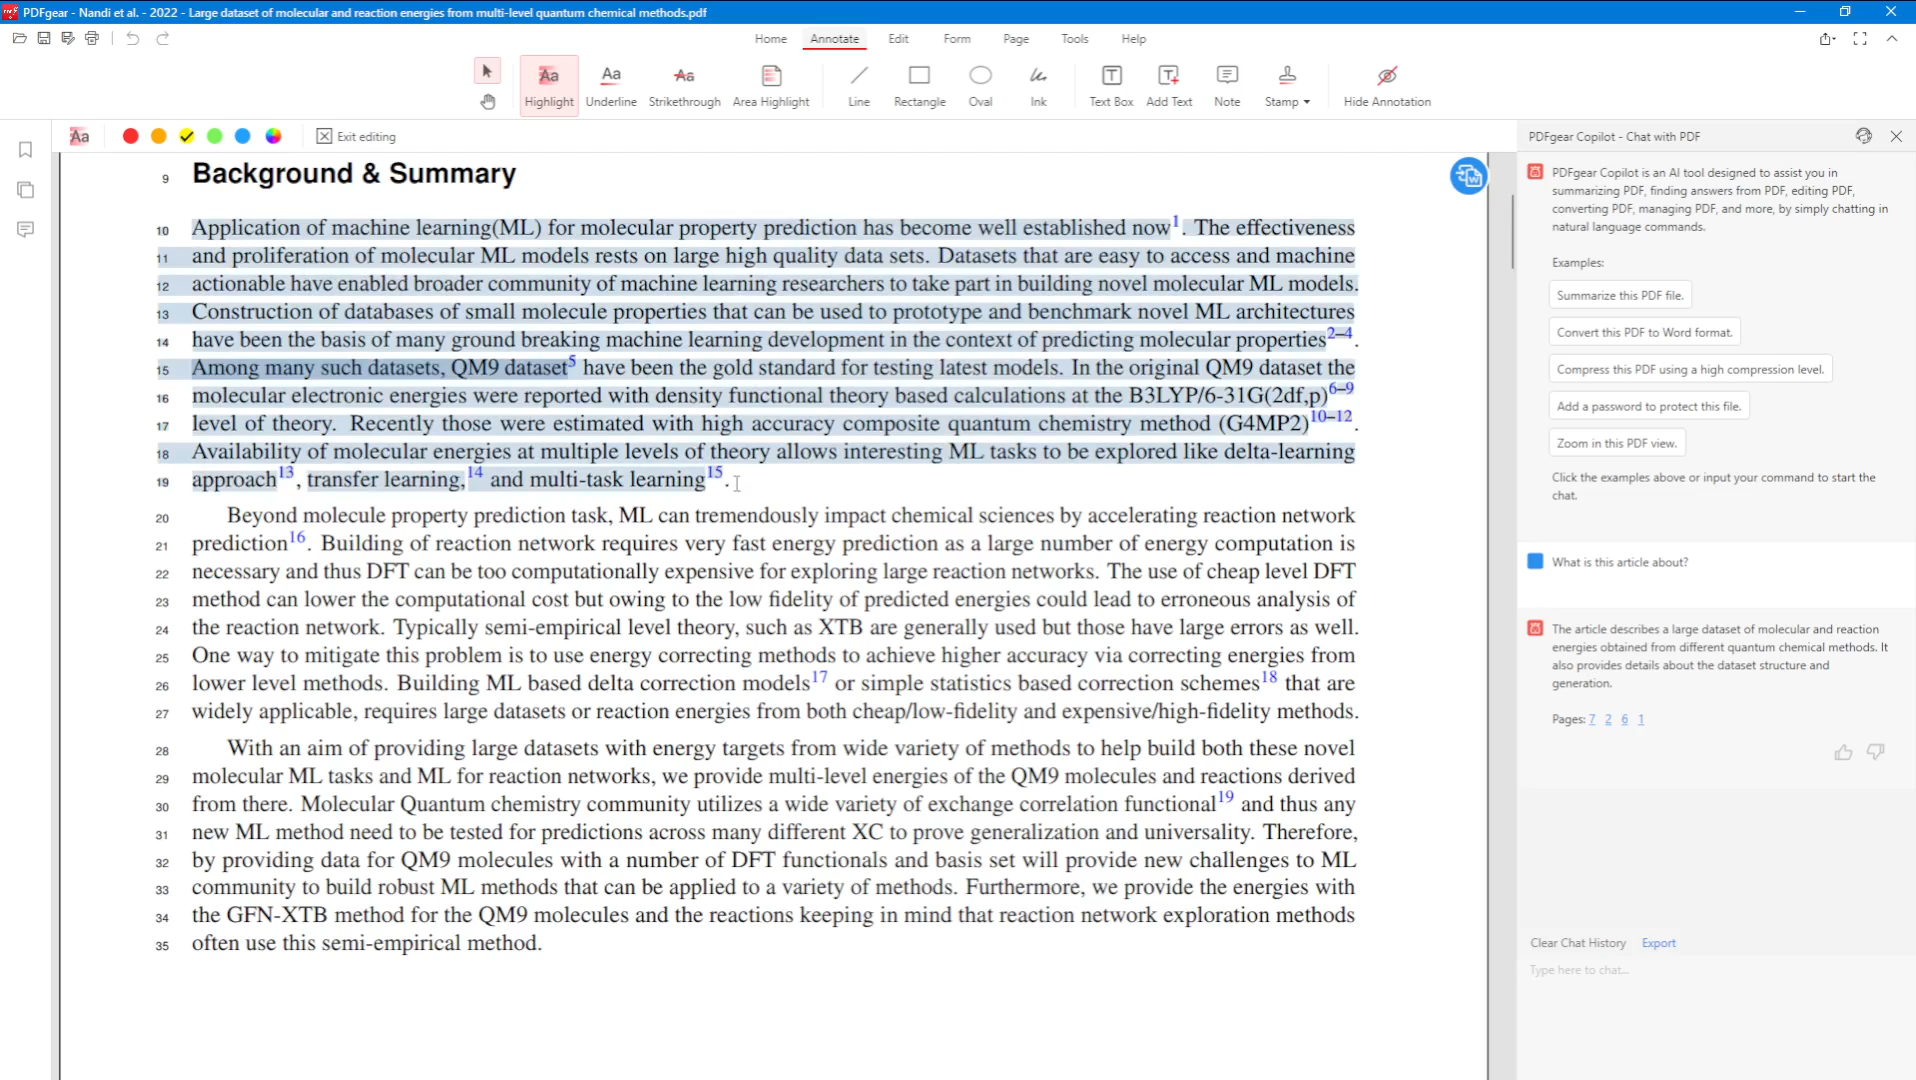 PDFgear - Nandi et al. - 2022 - Large dataset of molecular and reaction energies from multi-level quantum chemical methods.pdf
Home Annotate Edit Form Page Tools Help
Highlight Underline Strikethrough Area Highlight Line Rectangle Oval Ink Text Box Add Text Note Stamp Hide Annotation
Exit editing
9 Background & Summary
10 Application of machine learning(ML) for molecular property prediction has become well established now1. The effectiveness
11 and proliferation of molecular ML models rests on large high quality data sets. Datasets that are easy to access and machine
12 actionable have enabled broader community of machine learning researchers to take part in building novel molecular ML models.
13 Construction of databases of small molecule properties that can be used to prototype and benchmark novel ML architectures
14 have been the basis of many ground breaking machine learning development in the context of predicting molecular properties2–4.
15 Among many such datasets, QM9 dataset5 have been the gold standard for testing latest models. In the original QM9 dataset the
16 molecular electronic energies were reported with density functional theory based calculations at the B3LYP/6-31G(2df,p)6–9
17 level of theory. Recently those were estimated with high accuracy composite quantum chemistry method (G4MP2)10–12.
18 Availability of molecular energies at multiple levels of theory allows interesting ML tasks to be explored like delta-learning
19 approach13, transfer learning,14 and multi-task learning15.
20 Beyond molecule property prediction task, ML can tremendously impact chemical sciences by accelerating reaction network
21 prediction16. Building of reaction network requires very fast energy prediction as a large number of energy computation is
22 necessary and thus DFT can be too computationally expensive for exploring large reaction networks. The use of cheap level DFT
23 method can lower the computational cost but owing to the low fidelity of predicted energies could lead to erroneous analysis of
24 the reaction network. Typically semi-empirical level theory, such as XTB are generally used but those have large errors as well.
25 One way to mitigate this problem is to use energy correcting methods to achieve higher accuracy via correcting energies from
26 lower level methods. Building ML based delta correction models17 or simple statistics based correction schemes18 that are
27 widely applicable, requires large datasets or reaction energies from both cheap/low-fidelity and expensive/high-fidelity methods.
28 With an aim of providing large datasets with energy targets from wide variety of methods to help build both these novel
29 molecular ML tasks and ML for reaction networks, we provide multi-level energies of the QM9 molecules and reactions derived
30 from there. Molecular Quantum chemistry community utilizes a wide variety of exchange correlation functional19 and thus any
31 new ML method need to be tested for predictions across many different XC to prove generalization and universality. Therefore,
32 by providing data for QM9 molecules with a number of DFT functionals and basis set will provide new challenges to ML
33 community to build robust ML methods that can be applied to a variety of methods. Furthermore, we provide the energies with
34 the GFN-XTB method for the QM9 molecules and the reactions keeping in mind that reaction network exploration methods
35 often use this semi-empirical method.
PDFgear Copilot - Chat with PDF
PDFgear Copilot is an AI tool designed to assist you in
summarizing PDF, finding answers from PDF, editing PDF,
converting PDF, managing PDF, and more, by simply chatting in
natural language commands.
Examples:
Summarize this PDF file.
Convert this PDF to Word format.
Compress this PDF using a high compression level.
Add a password to protect this file.
Zoom in this PDF view.
Click the examples above or input your command to start the
chat.
What is this article about?
The article describes a large dataset of molecular and reaction
energies obtained from different quantum chemical methods. It
also provides details about the dataset structure and
generation.
Pages: 7 2 6 1
Clear Chat History Export
Type here to chat...